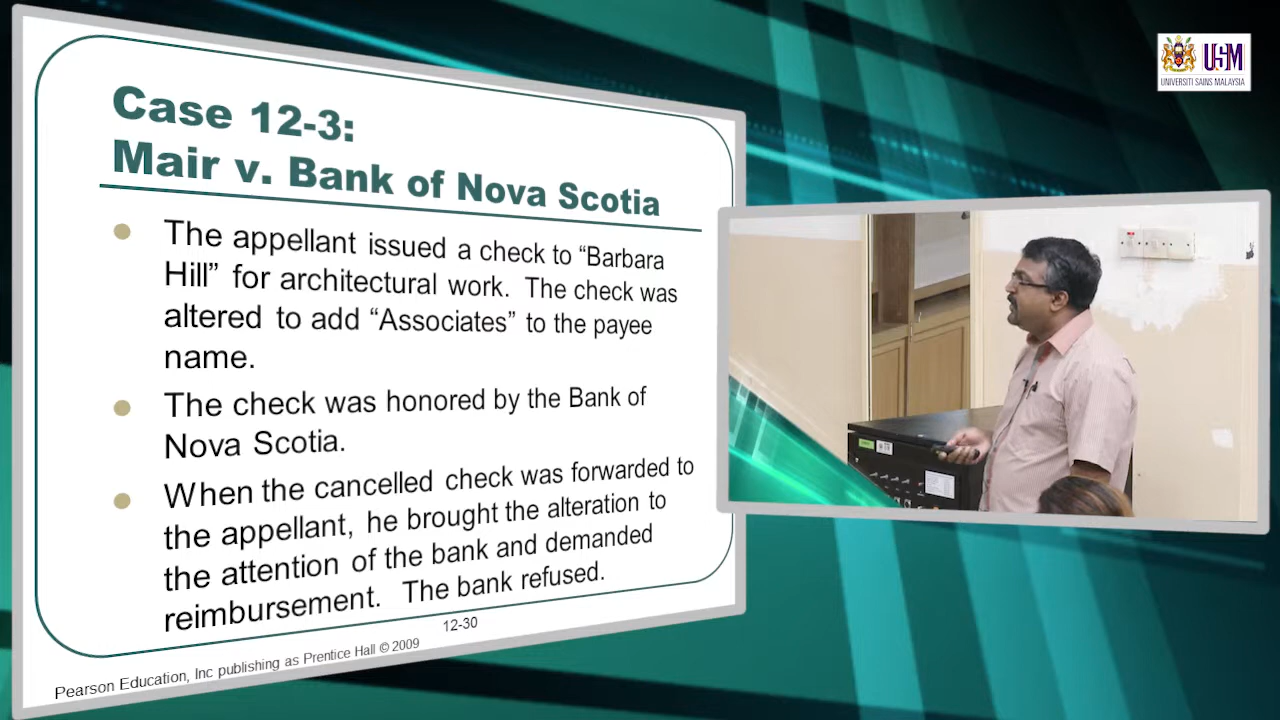 Case 12-3:
Mair v. Bank of Nova Scotia
The appellant issued a check to “Barbara
Hill” for architectural work. The check was
altered to add “Associates” to the payee
name.
The check was honored by the Bank of
Nova Scotia.
When the cancelled check was forwarded to
the appellant, he brought the alteration to
the attention of the bank and demanded
reimbursement. The bank refused.
12-30
Pearson Education, Inc publishing as Prentice Hall © 2009
USM
UNIVERSITI SAINS MALAYSIA